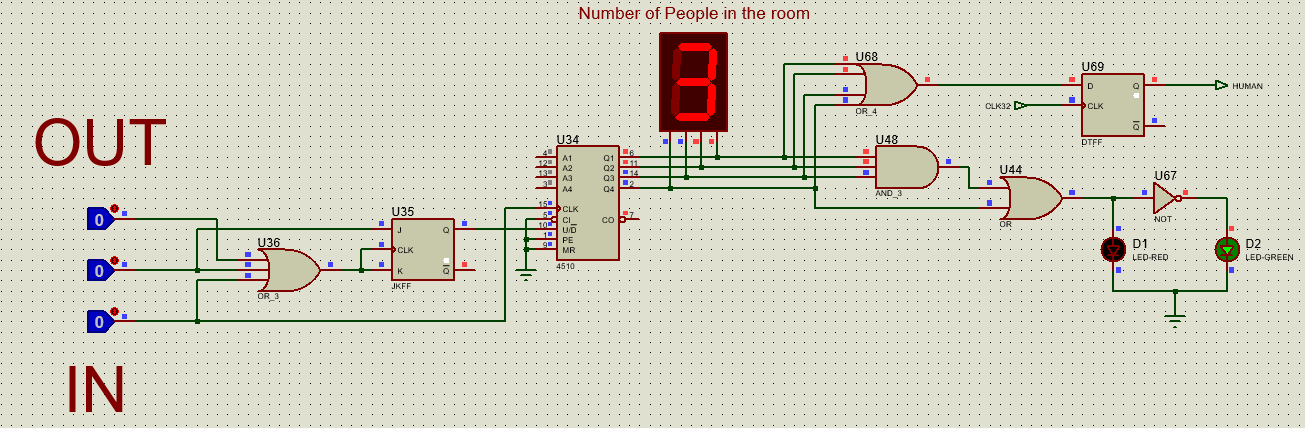 Number of People in the room
3
OUT
IN
0
0
0
U36
OR_3
U35
J
CLK
K
Q
Q
JKFF
U34
4 A1 Q1 6
12 A2 Q2 11
13 A3 Q3 14
3 A4 Q4 2
15 CLK
5 CI CO 7
10 U/D
1 PE
9 MR
4510
U68
OR_4
U48
AND_3
U44
OR
U69
D Q
CLK
Q
DTFF
CLK32
HUMAN
U67
NOT
D1
LED-RED
D2
LED-GREEN